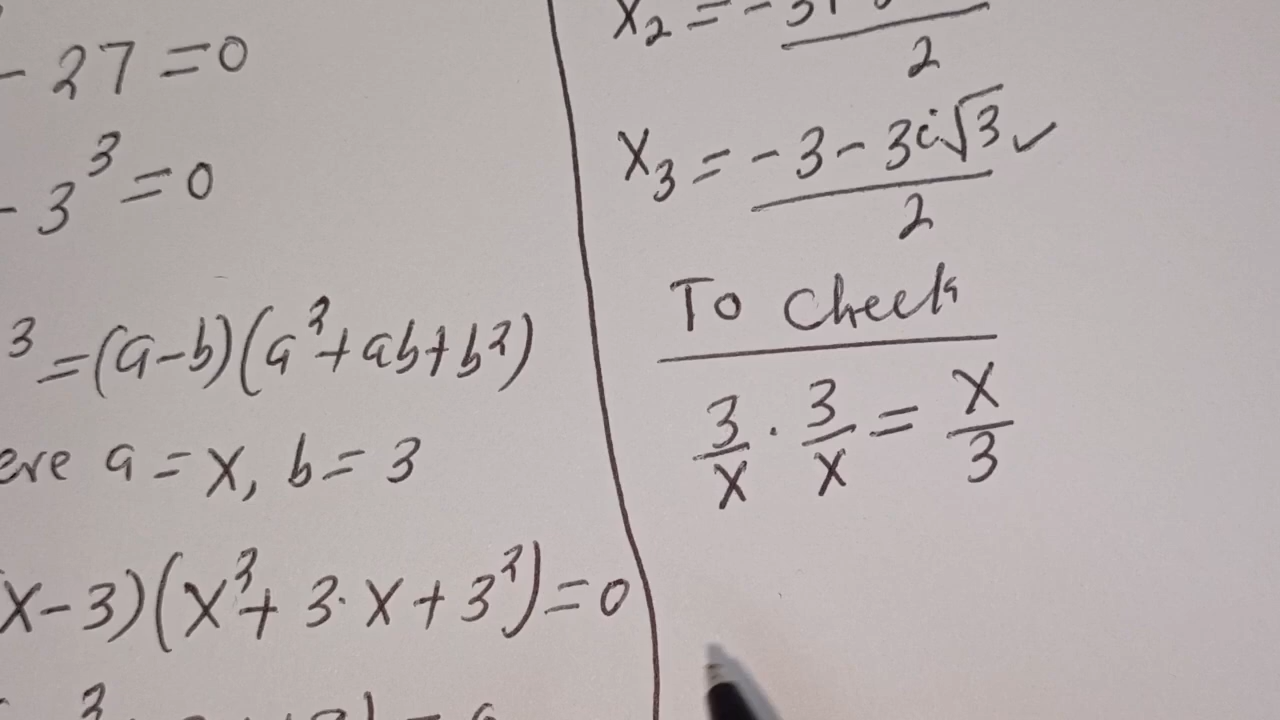 - 27 = 0
- 3³ = 0
³ = (a-b)(a²+ab+b²)
ere a = x, b = 3
x-3)(x²+ 3·x+3²) = 0
x₂ = -3+
2
x₃ = -3-3i√3 ✓
2
To Check
3/x · 3/x = x/3